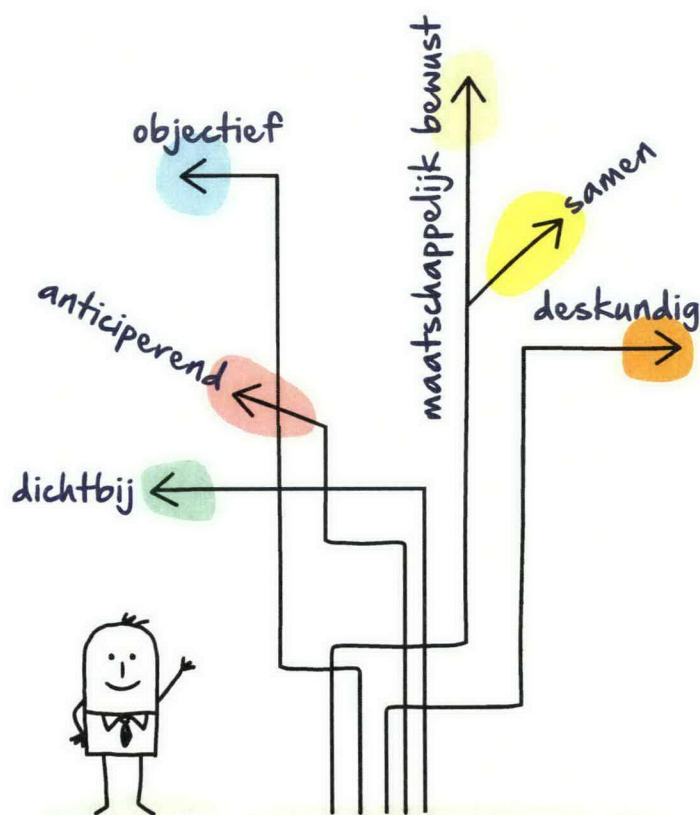 maatschappelijk bewust
objectief
samen
anticiperend
deskundig
dichtbij